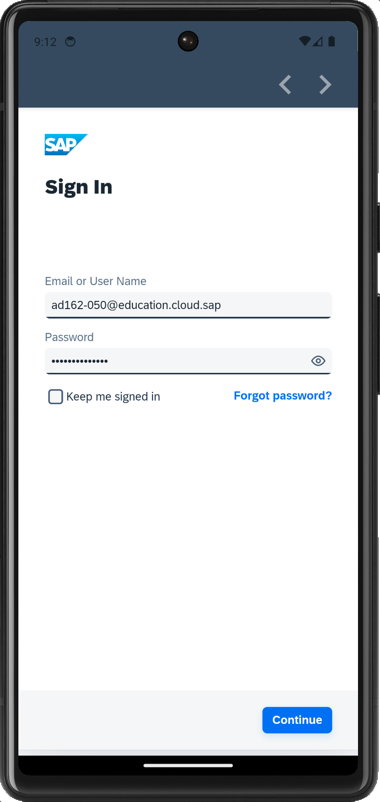 9:12
SAP
Sign In
Email or User Name
ad162-050@education.cloud.sap
Password
••••••••••••••
Keep me signed in
Forgot password?
Continue